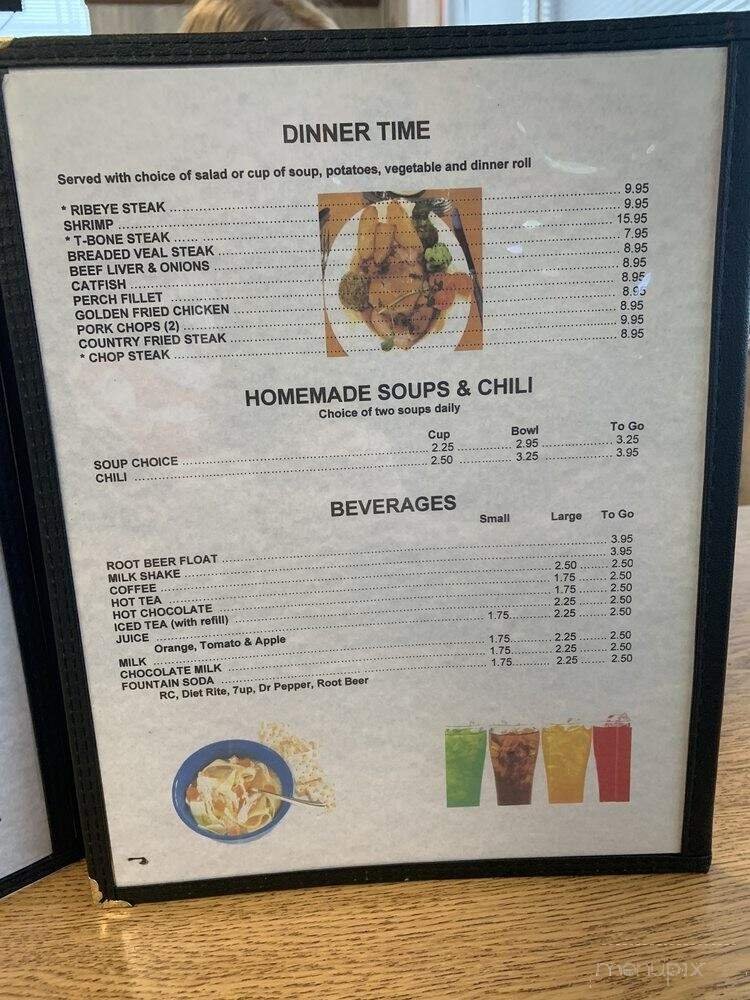 DINNER TIME
Served with choice of salad or cup of soup, potatoes, vegetable and dinner roll
* RIBEYE STEAK ... 9.95
SHRIMP ... 9.95
* T-BONE STEAK ... 15.95
BREADED VEAL STEAK ... 7.95
BEEF LIVER & ONIONS ... 8.95
CATFISH ... 8.95
PERCH FILLET ... 8.95
GOLDEN FRIED CHICKEN ... 8.95
PORK CHOPS (2) ... 8.95
COUNTRY FRIED STEAK ... 9.95
* CHOP STEAK ... 8.95
HOMEMADE SOUPS & CHILI
Choice of two soups daily
Cup Bowl To Go
SOUP CHOICE ... 2.25 ... 2.95 ... 3.25
CHILI ... 2.50 ... 3.25 ... 3.95
BEVERAGES
Small Large To Go
ROOT BEER FLOAT ... 3.95
MILK SHAKE ... 3.95
COFFEE ... 2.50 ... 2.50
HOT TEA ... 1.75 ... 2.50
HOT CHOCOLATE ... 1.75 ... 2.50
ICED TEA (with refill) ... 2.25 ... 2.50
JUICE ... 1.75 ... 2.25 ... 2.50
Orange, Tomato & Apple
MILK ... 1.75 ... 2.25 ... 2.50
CHOCOLATE MILK ... 1.75 ... 2.25 ... 2.50
FOUNTAIN SODA ... 1.75 ... 2.25 ... 2.50
RC, Diet Rite, 7up, Dr Pepper, Root Beer
menupix